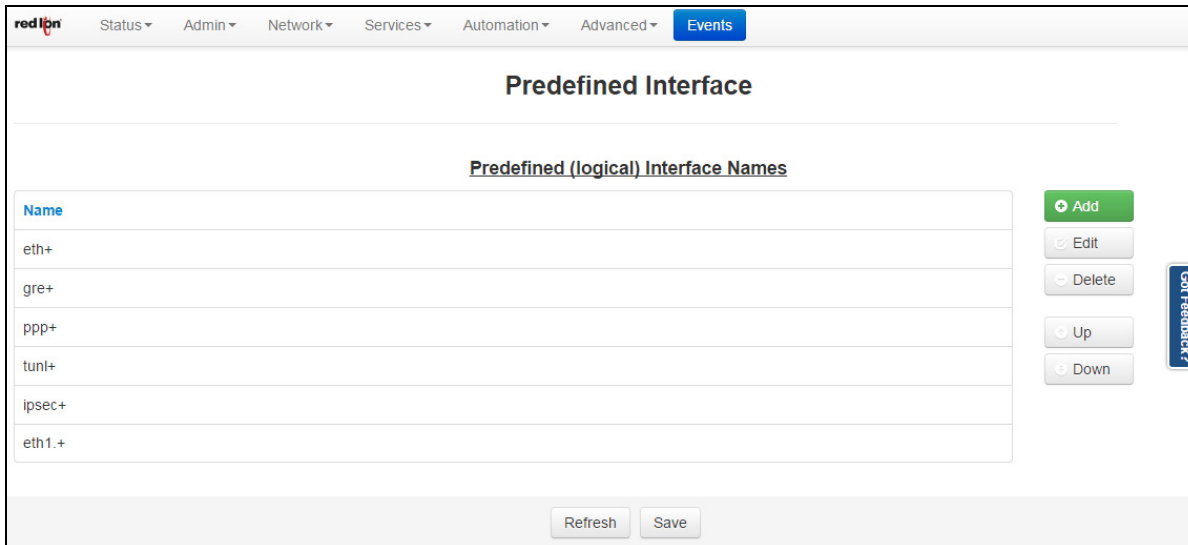 red lion Status Admin Network Services Automation Advanced Events
Predefined Interface
Predefined (logical) Interface Names
Name
eth+
gre+
ppp+
tunl+
ipsec+
eth1.+
Add
Edit
Delete
Up
Down
Got Feedback?
Refresh Save